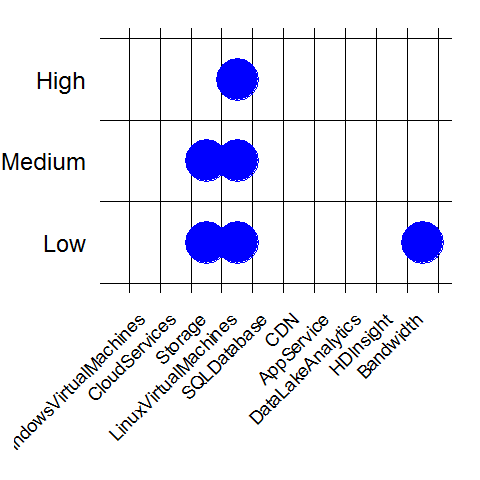 High
Medium
Low
ndowsVirtualMachines
CloudServices
Storage
LinuxVirtualMachines
SQLDatabase
CDN
AppService
DataLakeAnalytics
HDInsight
Bandwidth